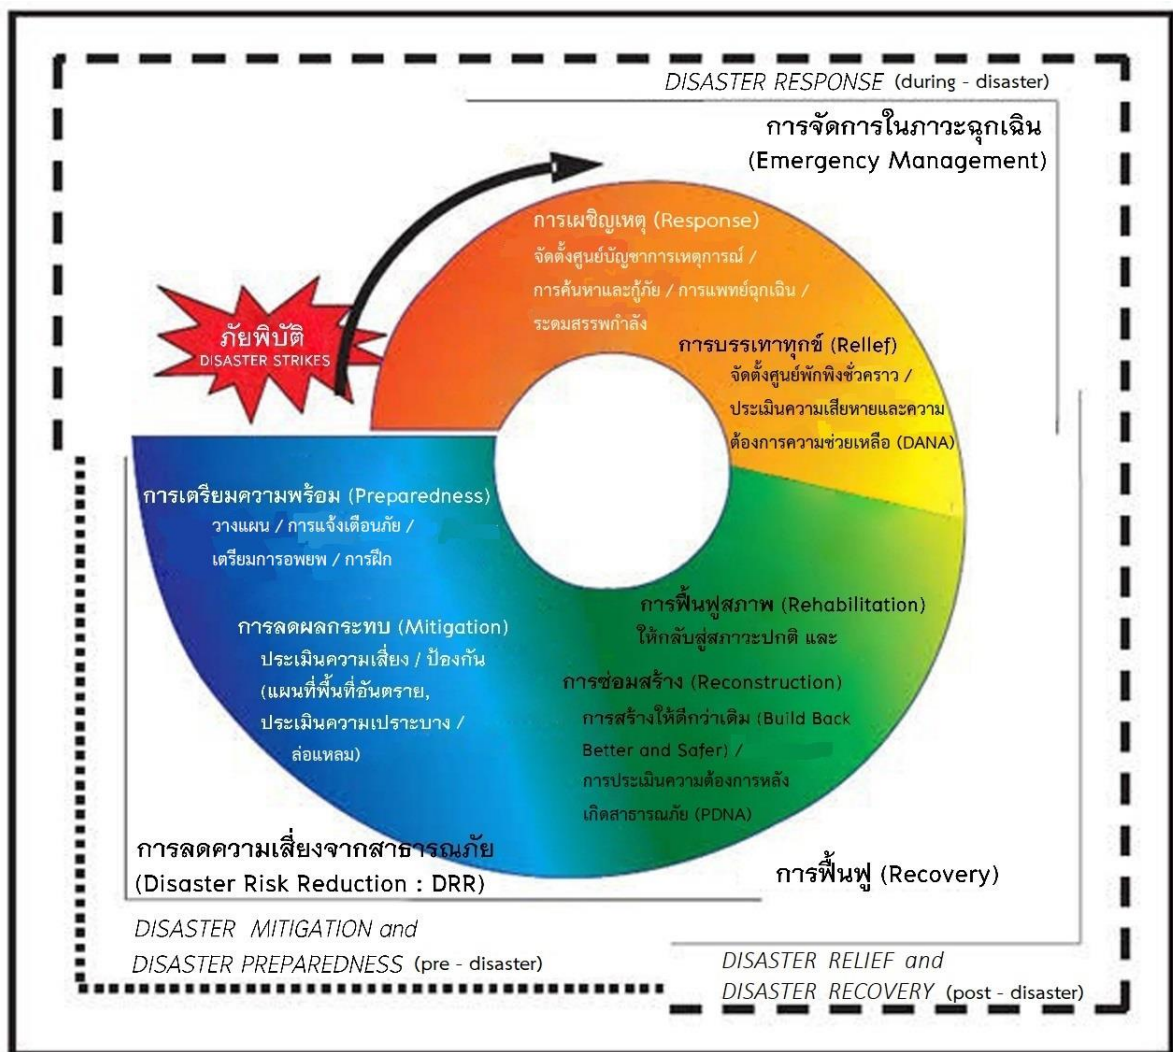 DISASTER RESPONSE (during - disaster)
การจัดการในภาวะฉุกเฉิน
(Emergency Management)
การเผชิญเหตุ (Response)
จัดตั้งศูนย์บัญชาการเหตุการณ์ /
การค้นหาและกู้ภัย / การแพทย์ฉุกเฉิน /
ระดมสรรพกำลัง
ภัยพิบัติ
DISASTER STRIKES
การบรรเทาทุกข์ (Rellef)
จัดตั้งศูนย์พักพิงชั่วคราว /
ประเมินความเสียหายและความ
ต้องการความช่วยเหลือ (DANA)
การเตรียมความพร้อม (Preparedness)
วางแผน / การแจ้งเตือนภัย /
เตรียมการอพยพ / การฝึก
การลดผลกระทบ (Mitigation)
ประเมินความเสี่ยง / ป้องกัน
(แผนที่พื้นที่อันตราย,
ประเมินความเปราะบาง /
ล่อแหลม)
การฟื้นฟูสภาพ (Rehabilitation)
ให้กลับสู่สภาวะปกติ และ
การซ่อมสร้าง (Reconstruction)
การสร้างให้ดีกว่าเดิม (Build Back
Better and Safer) /
การประเมินความต้องการหลัง
เกิดสาธารณภัย (PDNA)
การลดความเสี่ยงจากสาธารณภัย
(Disaster Risk Reduction : DRR)
การฟื้นฟู (Recovery)
DISASTER MITIGATION and
DISASTER PREPAREDNESS (pre - disaster)
DISASTER RELIEF and
DISASTER RECOVERY (post - disaster)